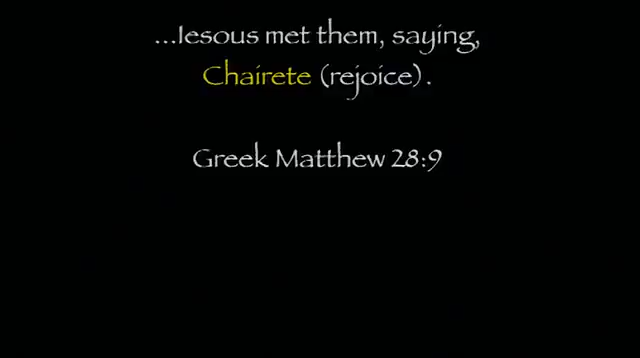 ...Iesous met them, saying,
Chairete (rejoice).
Greek Matthew 28:9